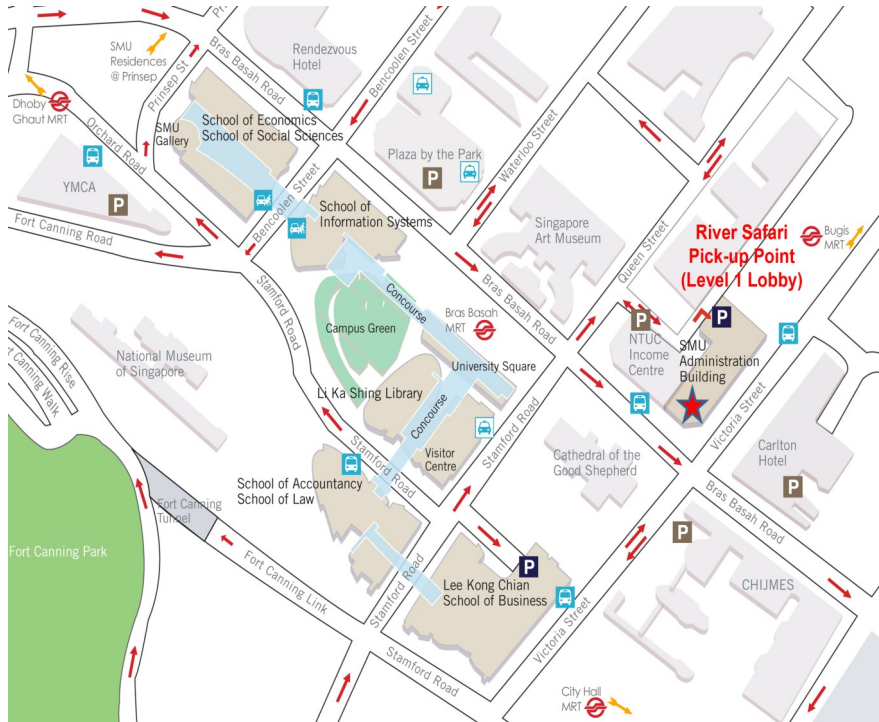 SMU
Residences
@ Prinsep
Prinsep St
Bras Basah Road
Rendezvous
Hotel
Bencoolen Street
Dhoby
Ghaut MRT
Orchard Road
SMU
Gallery
School of Economics
School of Social Sciences
Plaza by the Park
P
Waterloo Street
YMCA
P
Fort Canning Road
Bencoolen Street
School of
Information Systems
Singapore
Art Museum
Queen Street
River Safari
Pick-up Point
(Level 1 Lobby)
Bugis
MRT
Stamford Road
Concourse
Campus Green
Bras Basah
MRT
Bras Basah Road
P
P
NTUC
Income
Centre
SMU
Administration
Building
Fort Canning Rise
Fort Canning Walk
National Museum
of Singapore
University Square
Li Ka Shing Library
Concourse
Visitor
Centre
Stamford Road
Victoria Street
Carlton
Hotel
P
Cathedral of the
Good Shepherd
School of Accountancy
School of Law
Stamford Road
Bras Basah Road
Fort Canning
Tunnel
Fort Canning Park
Fort Canning Link
P
P
Lee Kong Chian
School of Business
Stamford Road
Victoria Street
CHIJMES
Stamford Road
City Hall
MRT